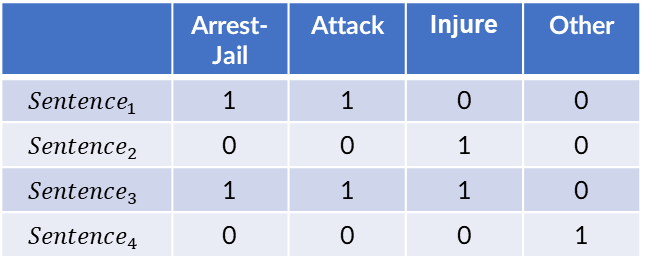 Arrest-Jail Attack Injure Other
Sentence₁ 1 1 0 0
Sentence₂ 0 0 1 0
Sentence₃ 1 1 1 0
Sentence₄ 0 0 0 1